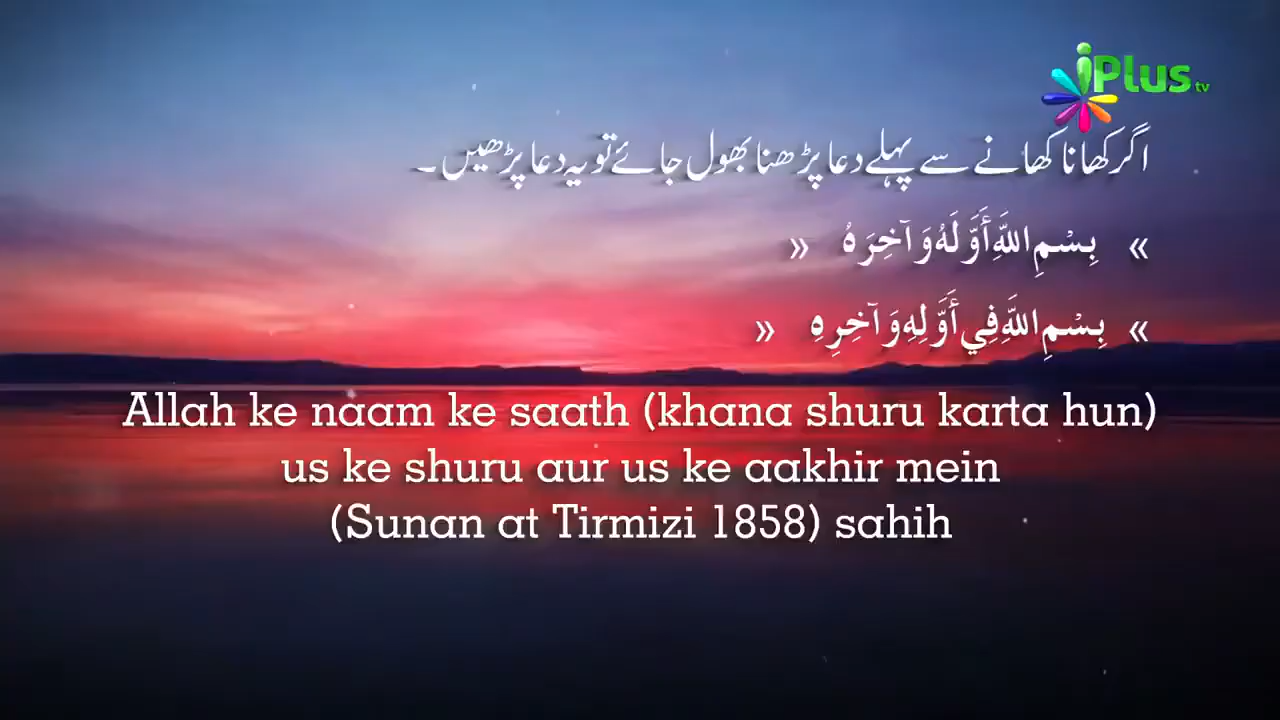 iPlus tv
اگر کھانا کھانے سے پہلے دعا پڑھنا بھول جائے تو یہ دعا پڑھیں۔
« بِسْمِ اللَّهِ أَوَّلَهُ وَآخِرَهُ »
« بِسْمِ اللَّهِ فِي أَوَّلِهِ وَآخِرِهِ »
Allah ke naam ke saath (khana shuru karta hun)
us ke shuru aur us ke aakhir mein
(Sunan at Tirmizi 1858) sahih